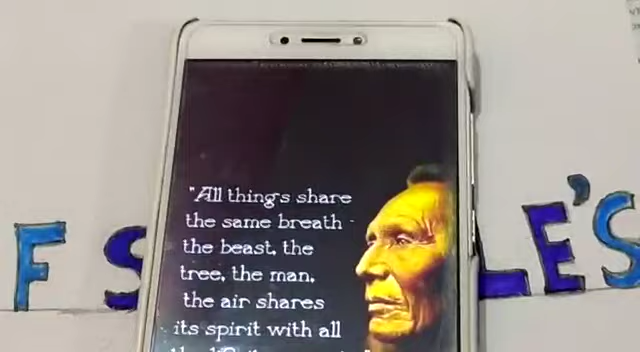 "All things share
the same breath -
the beast, the
tree, the man,
the air shares
its spirit with all
F S
LE'S